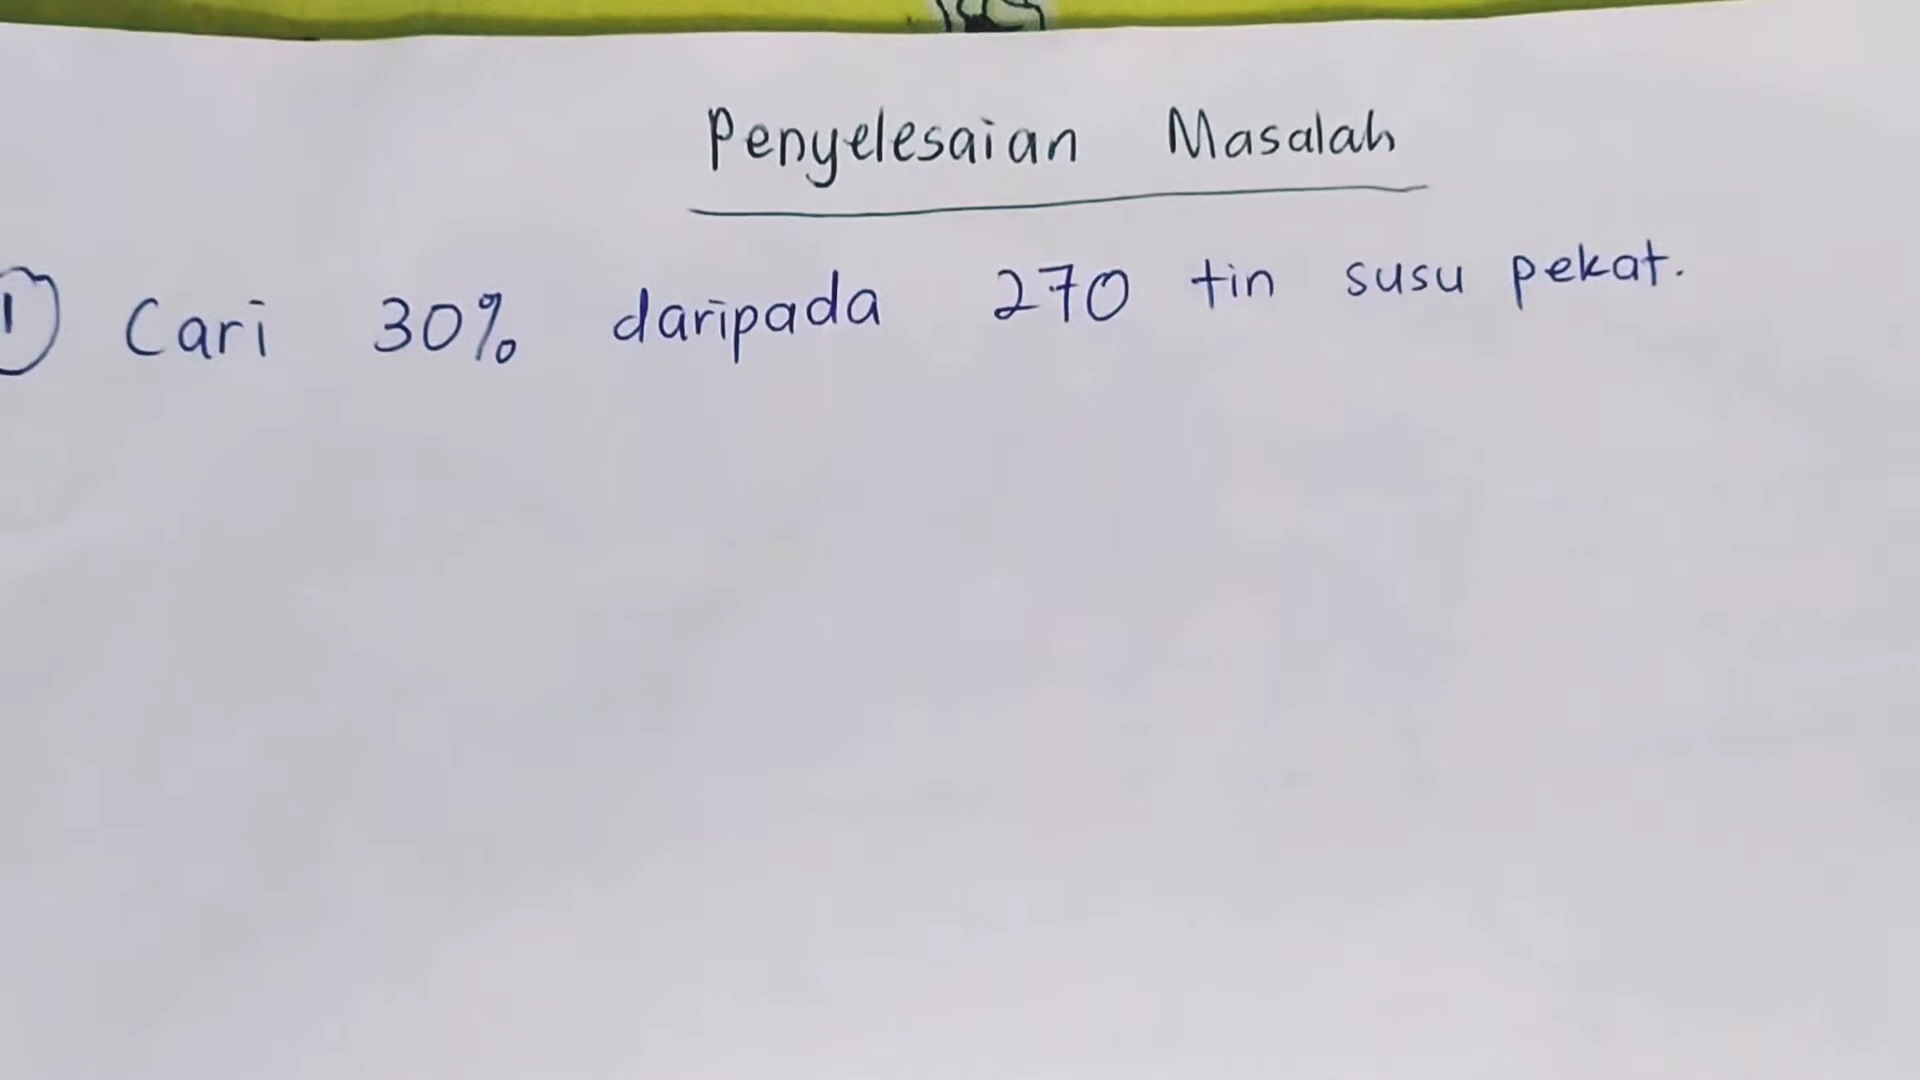 Penyelesaian Masalah
① Cari 30% daripada 270 tin susu pekat.